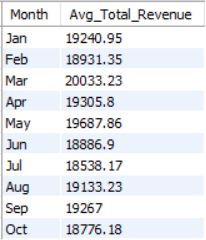 Month Avg_Total_Revenue
Jan 19240.95
Feb 18931.35
Mar 20033.23
Apr 19305.8
May 19687.86
Jun 18886.9
Jul 18538.17
Aug 19133.23
Sep 19267
Oct 18776.18